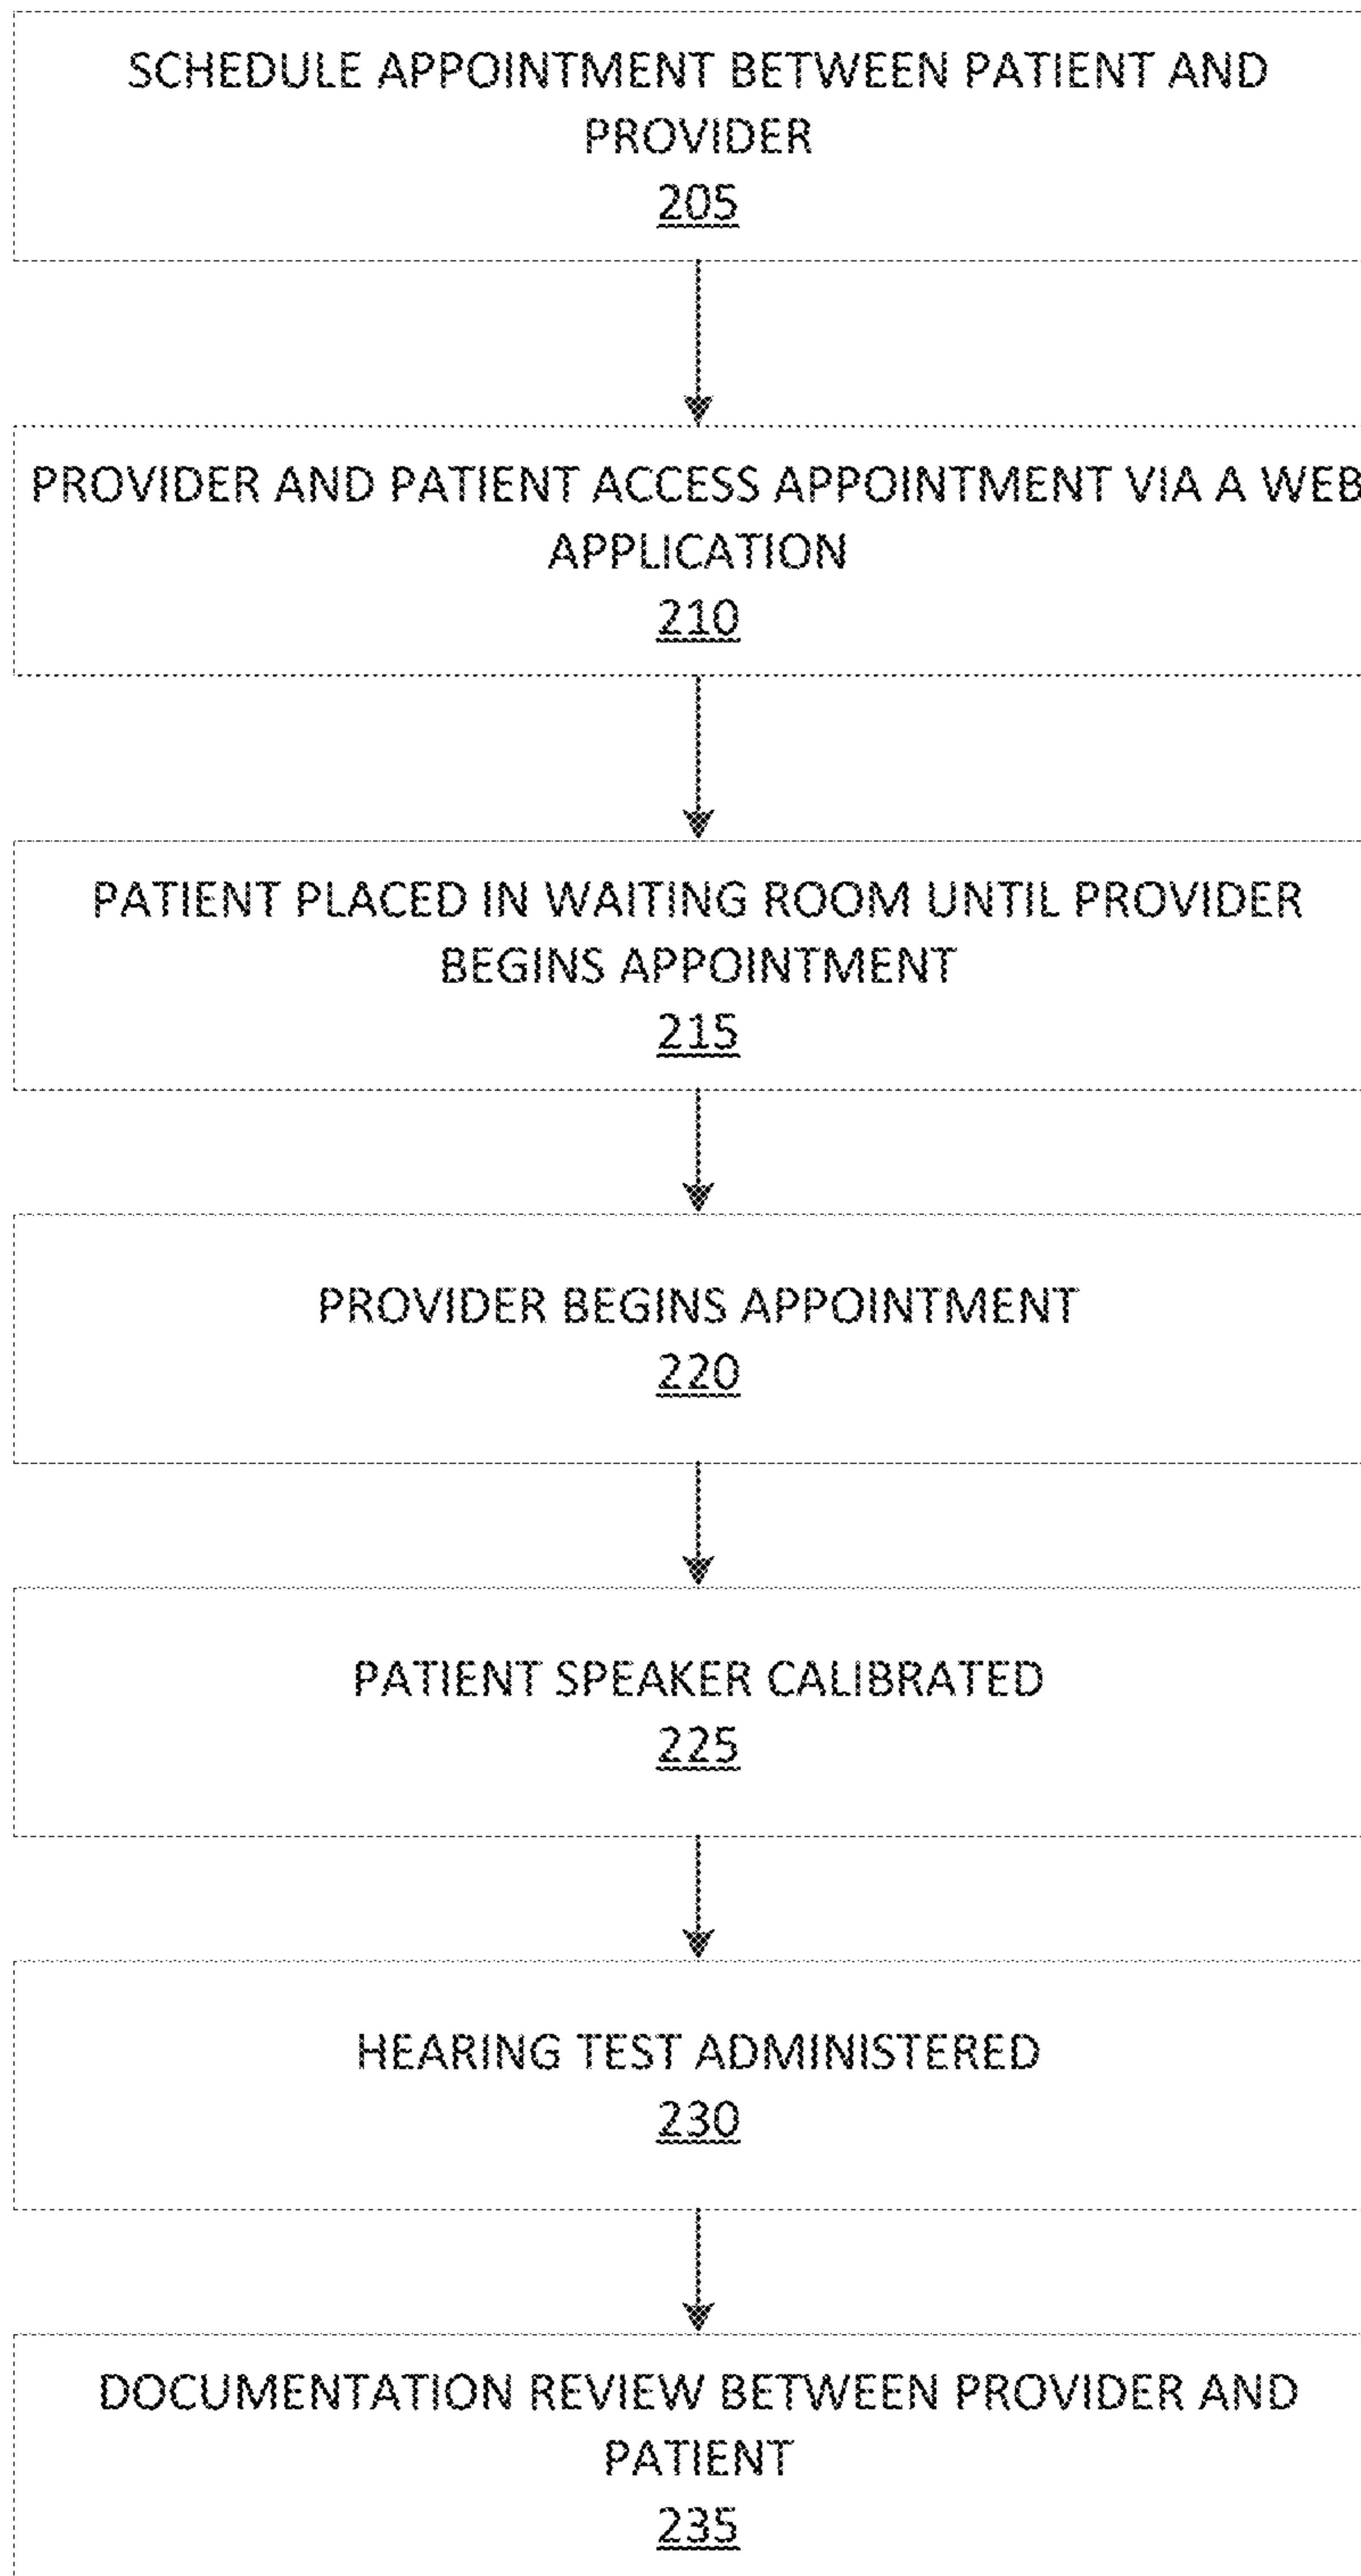 SCHEDULE APPOINTMENT BETWEEN PATIENT AND
PROVIDER
205
PROVIDER AND PATIENT ACCESS APPOINTMENT VIA A WEB
APPLICATION
210
PATIENT PLACED IN WAITING ROOM UNTIL PROVIDER
BEGINS APPOINTMENT
215
PROVIDER BEGINS APPOINTMENT
220
PATIENT SPEAKER CALIBRATED
225
HEARING TEST ADMINISTERED
230
DOCUMENTATION REVIEW BETWEEN PROVIDER AND
PATIENT
235